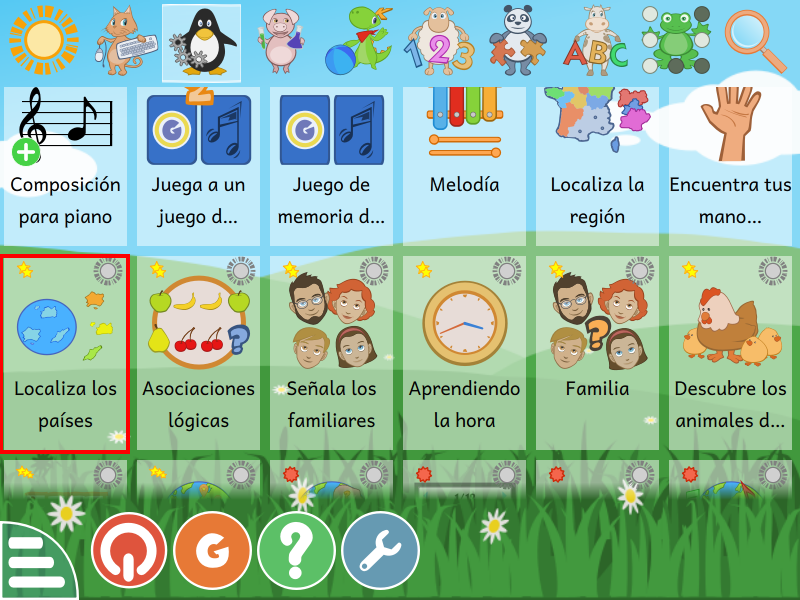 123
ABC
2
Composición
para piano
Juega a un
juego d...
Juego de
memoria d...
Melodía
Localiza la
región
Encuentra tus
mano...
Localiza los
países
Asociaciones
lógicas
Señala los
familiares
Aprendiendo
la hora
Familia
Descubre los
animales d...
G
?